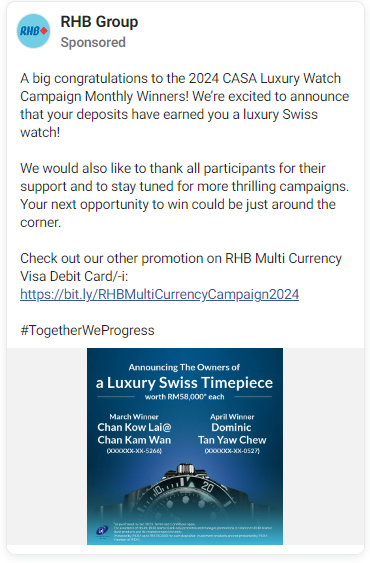 RHB
RHB Group
Sponsored
A big congratulations to the 2024 CASA Luxury Watch
Campaign Monthly Winners! We're excited to announce
that your deposits have earned you a luxury Swiss
watch!
We would also like to thank all participants for their
support and to stay tuned for more thrilling campaigns.
Your next opportunity to win could be just around the
corner.
Check out our other promotion on RHB Multi Currency
Visa Debit Card/-i:
https://bit.ly/RHBMultiCurrencyCampaign2024
#TogetherWeProgress
Announcing The Owners of
a Luxury Swiss Timepiece
worth RM58,000* each
March Winner
Chan Kow Lai@
Chan Kam Wan
(XXXXXX-XX-5266)
April Winner
Dominic
Tan Yaw Chew
(XXXXXX-XX-0527)
10
20